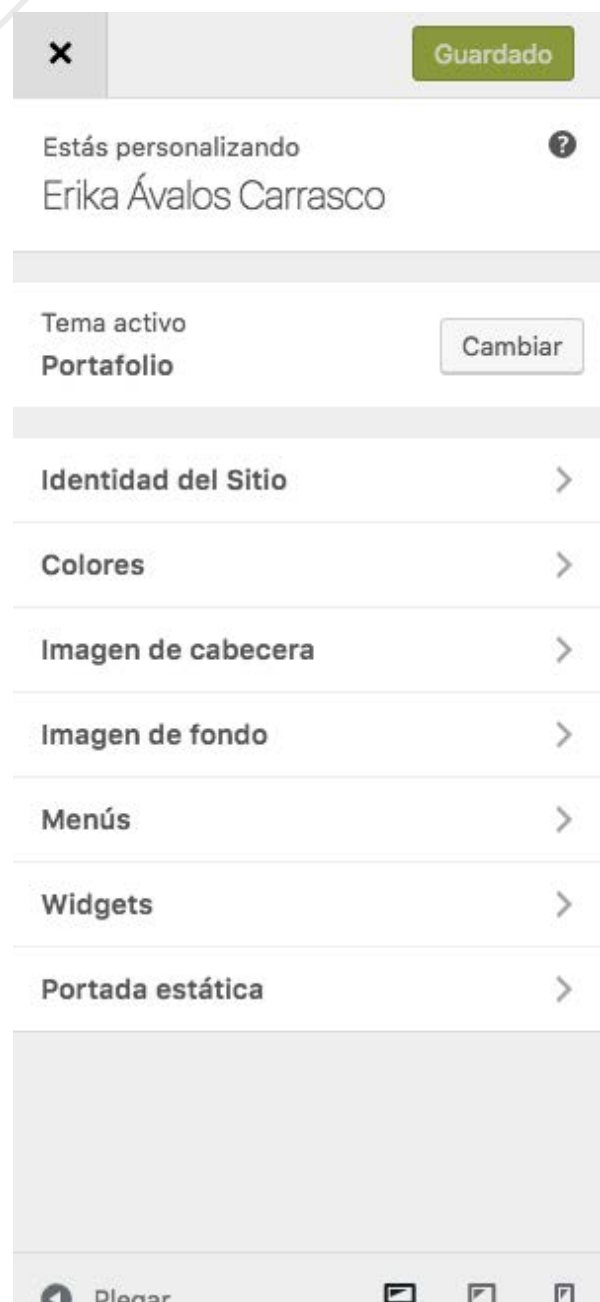 Guardado
Estás personalizando
Erika Ávalos Carrasco
Tema activo
Portafolio
Cambiar
Identidad del Sitio
Colores
Imagen de cabecera
Imagen de fondo
Menús
Widgets
Portada estática
Plegar